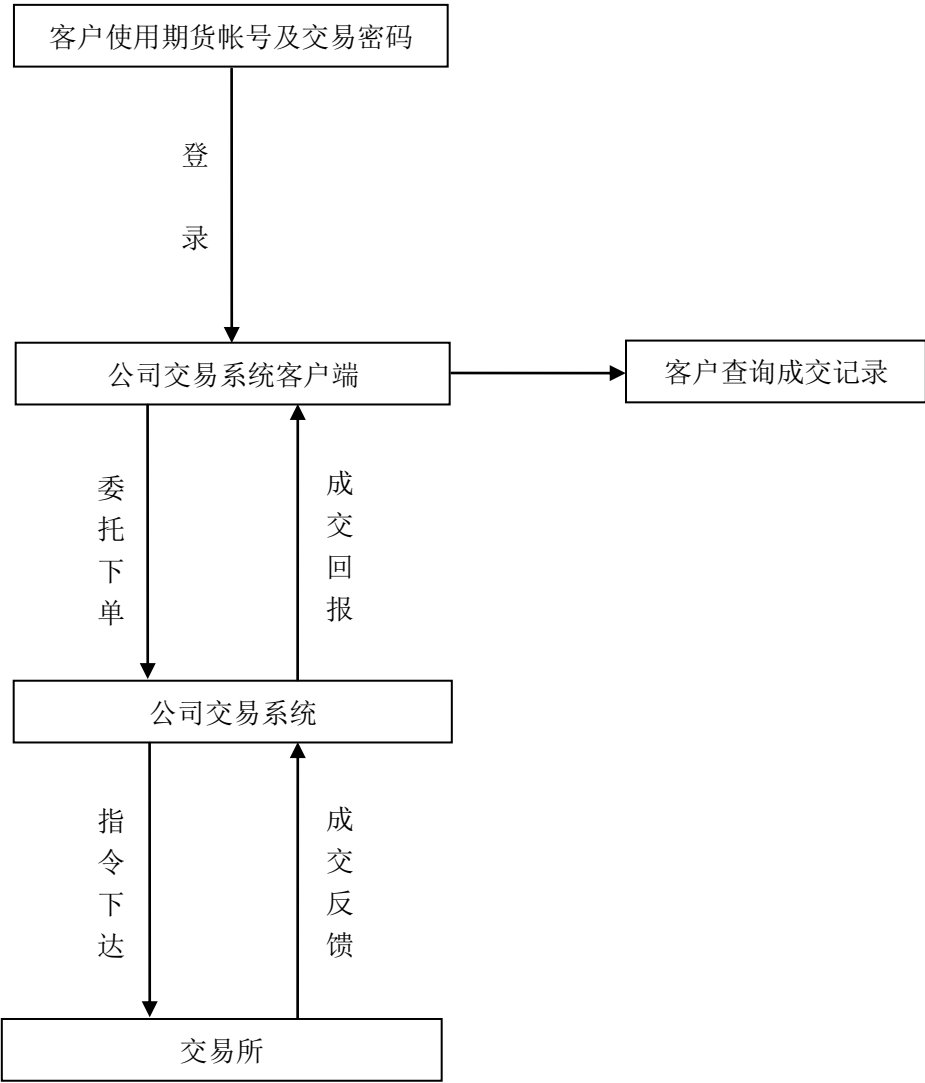 客户使用期货帐号及交易密码
登录
公司交易系统客户端
客户查询成交记录
委托下单
成交回报
公司交易系统
指令下达
成交反馈
交易所